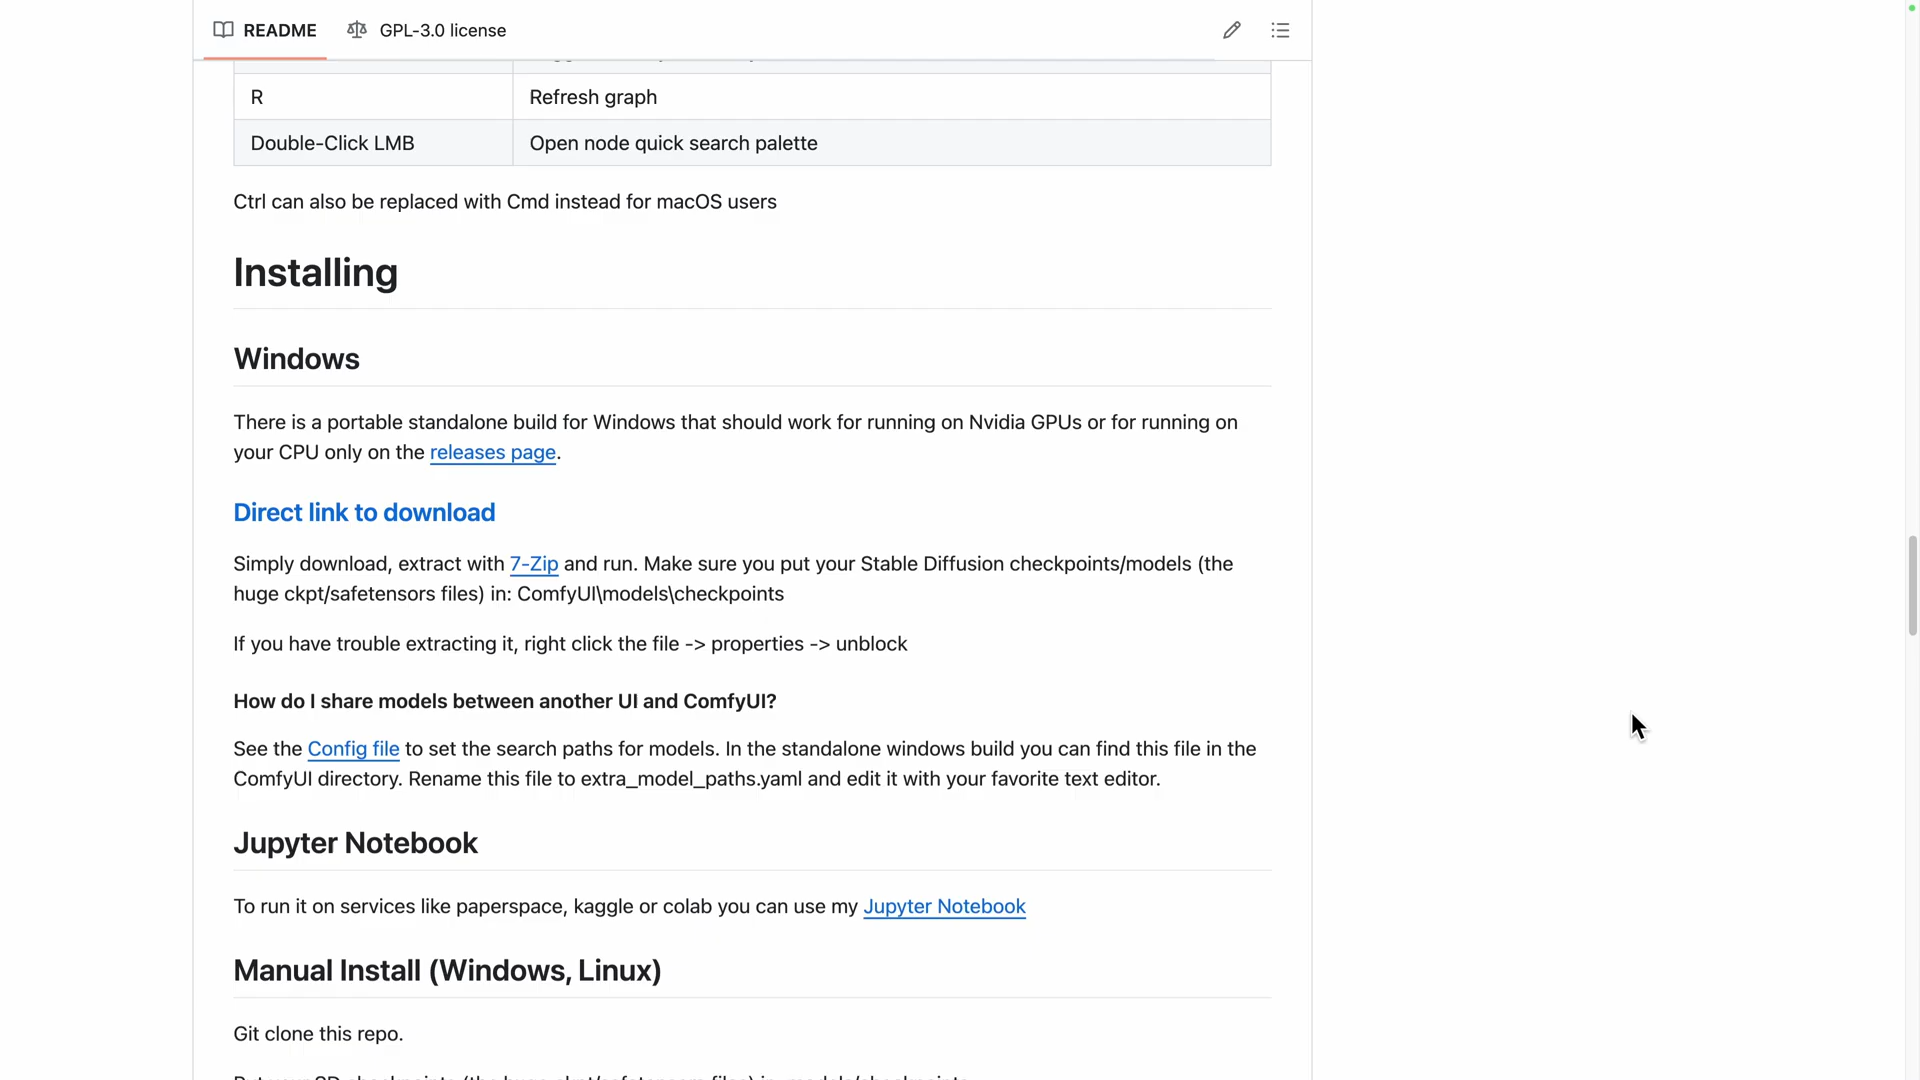 README
GPL-3.0 license
R
Refresh graph
Double-Click LMB
Open node quick search palette
Ctrl can also be replaced with Cmd instead for macOS users
Installing
Windows
There is a portable standalone build for Windows that should work for running on Nvidia GPUs or for running on
your CPU only on the releases page.
Direct link to download
Simply download, extract with 7-Zip and run. Make sure you put your Stable Diffusion checkpoints/models (the
huge ckpt/safetensors files) in: ComfyUI\models\checkpoints
If you have trouble extracting it, right click the file -> properties -> unblock
How do I share models between another UI and ComfyUI?
See the Config file to set the search paths for models. In the standalone windows build you can find this file in the
ComfyUI directory. Rename this file to extra_model_paths.yaml and edit it with your favorite text editor.
Jupyter Notebook
To run it on services like paperspace, kaggle or colab you can use my Jupyter Notebook
Manual Install (Windows, Linux)
Git clone this repo.